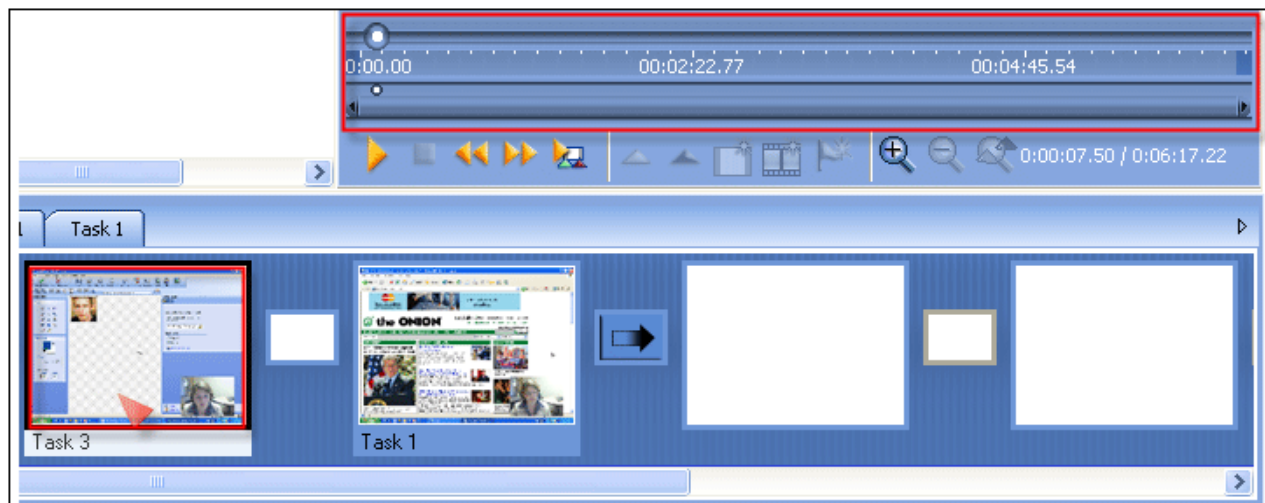 0:00.00 00:02:22.77 00:04:45.54
0:00:07.50 / 0:06:17.22
1 Task 1
the ONION
Task 3 Task 1